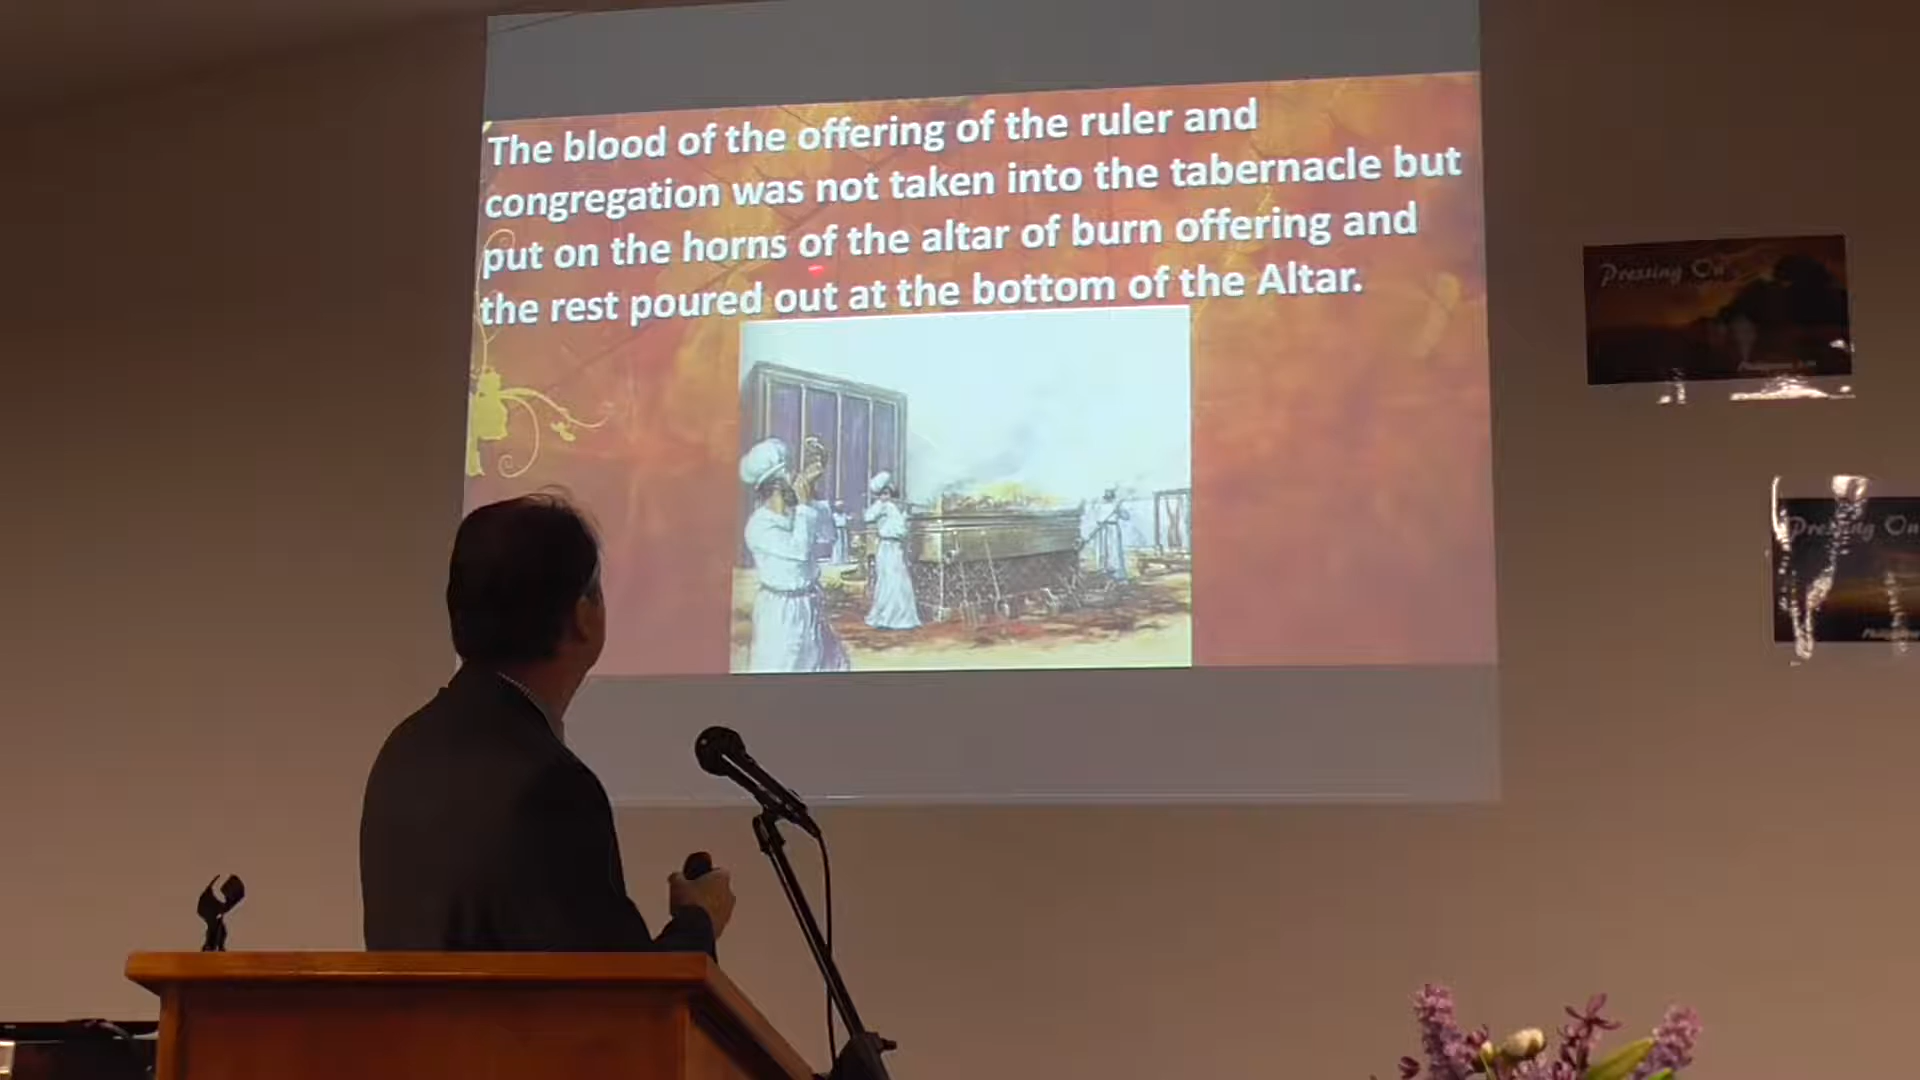 The blood of the offering of the ruler and
congregation was not taken into the tabernacle but
put on the horns of the altar of burn offering and
the rest poured out at the bottom of the Altar.
Pressing On
Pressing On